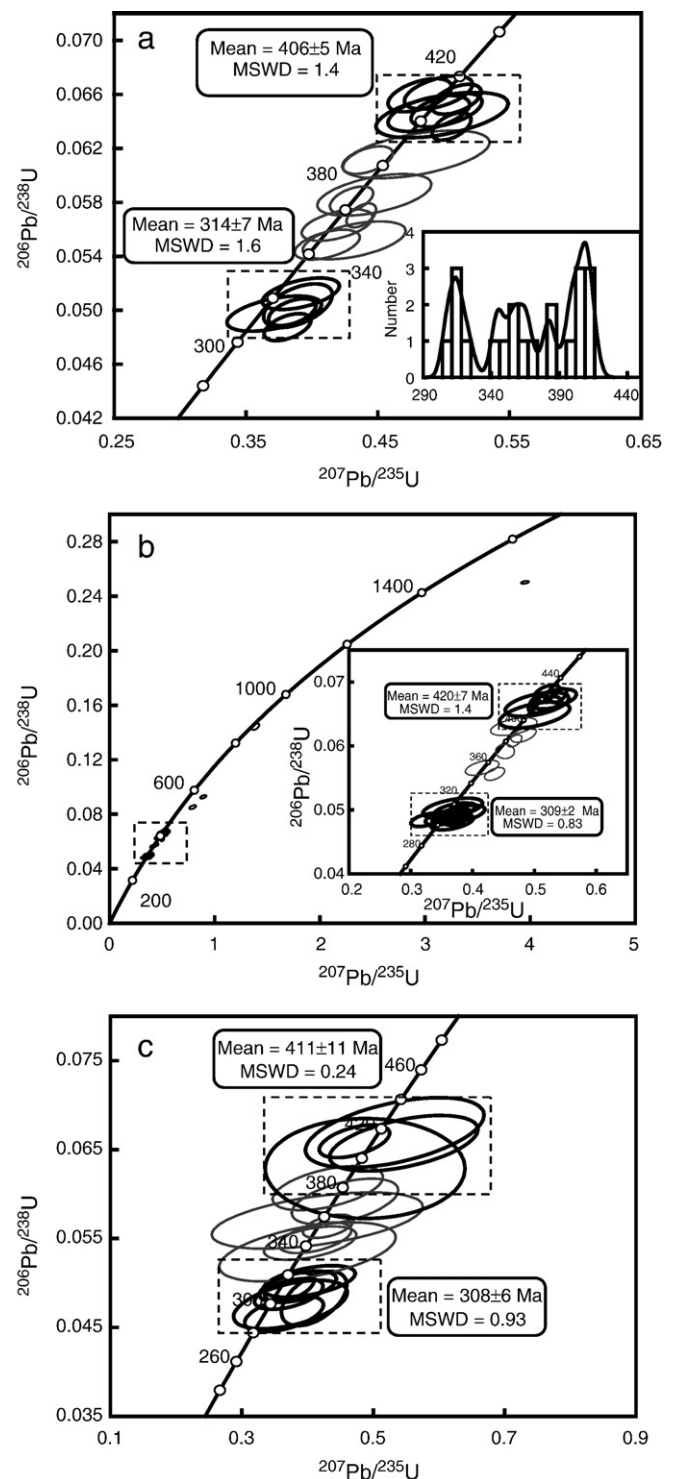 a
Mean = 406±5 Ma
MSWD = 1.4
420
380
Mean = 314±7 Ma
MSWD = 1.6
340
300
0.070
0.066
0.062
0.058
0.054
0.050
0.046
0.042
²⁰⁶Pb/²³⁸U
0.25 0.35 0.45 0.55 0.65
²⁰⁷Pb/²³⁵U
4
3
2
1
0
Number
290 340 390 440
b
0.28
0.24
0.20
0.16
0.12
0.08
0.04
0.00
²⁰⁶Pb/²³⁸U
1400
1000
600
200
0 1 2 3 4 5
²⁰⁷Pb/²³⁵U
0.07
0.06
0.05
0.04
²⁰⁶Pb/²³⁸U
440
Mean = 420±7 Ma
MSWD = 1.4
360
320
Mean = 309±2 Ma
MSWD = 0.83
280
0.2 0.3 0.4 0.5 0.6
²⁰⁷Pb/²³⁵U
c
Mean = 411±11 Ma
MSWD = 0.24
460
420
380
340
Mean = 308±6 Ma
MSWD = 0.93
260
0.075
0.065
0.055
0.045
0.035
²⁰⁶Pb/²³⁸U
0.1 0.3 0.5 0.7 0.9
²⁰⁷Pb/²³⁵U